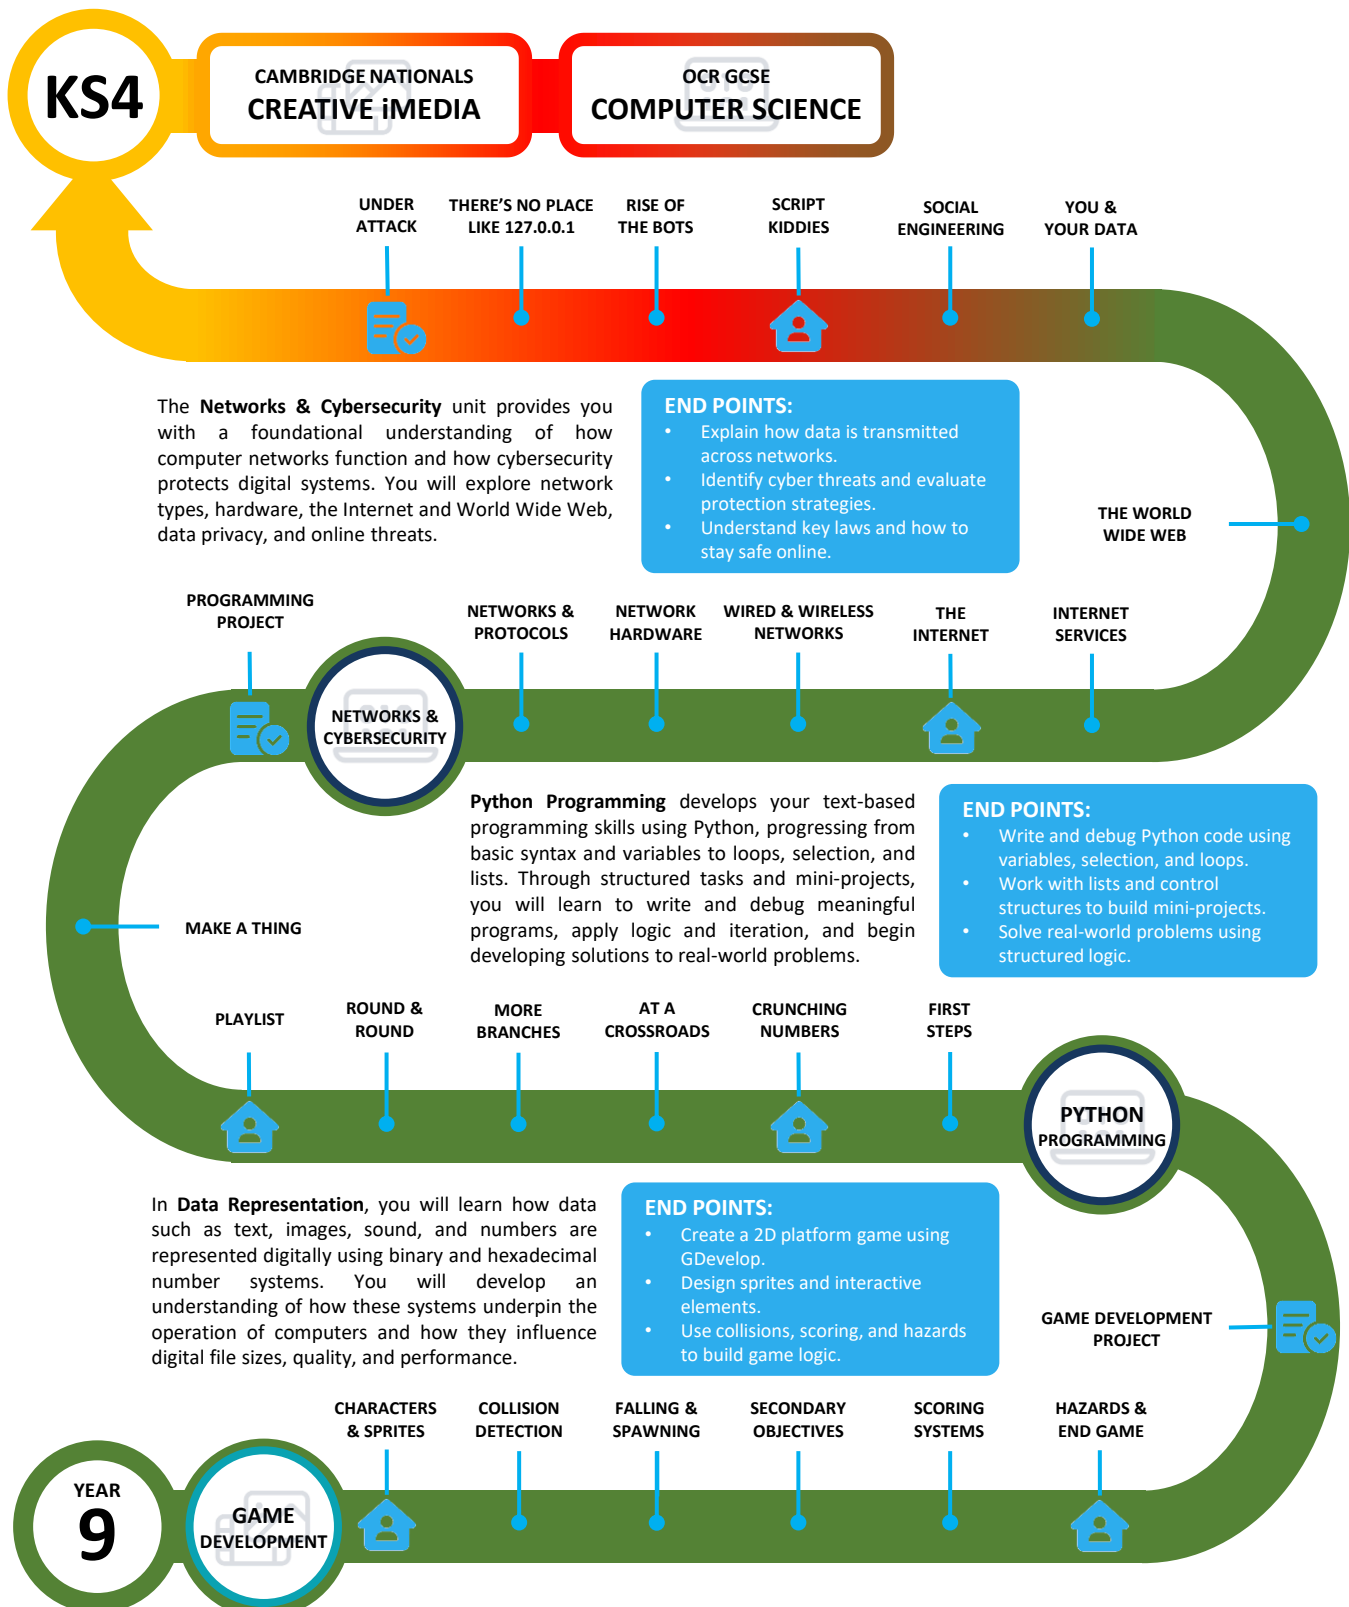 KS4
CAMBRIDGE NATIONALS
CREATIVE iMEDIA
OCR GCSE
COMPUTER SCIENCE
UNDER
ATTACK
THERE'S NO PLACE
LIKE 127.0.0.1
RISE OF
THE BOTS
SCRIPT
KIDDIES
SOCIAL
ENGINEERING
YOU &
YOUR DATA
The Networks & Cybersecurity unit provides you
with a foundational understanding of how
computer networks function and how cybersecurity
protects digital systems. You will explore network
types, hardware, the Internet and World Wide Web,
data privacy, and online threats.
END POINTS:
• Explain how data is transmitted
across networks.
• Identify cyber threats and evaluate
protection strategies.
• Understand key laws and how to
stay safe online.
THE WORLD
WIDE WEB
PROGRAMMING
PROJECT
NETWORKS &
CYBERSECURITY
NETWORKS &
PROTOCOLS
NETWORK
HARDWARE
WIRED & WIRELESS
NETWORKS
THE
INTERNET
INTERNET
SERVICES
Python Programming develops your text-based
programming skills using Python, progressing from
basic syntax and variables to loops, selection, and
lists. Through structured tasks and mini-projects,
you will learn to write and debug meaningful
programs, apply logic and iteration, and begin
developing solutions to real-world problems.
END POINTS:
• Write and debug Python code using
variables, selection, and loops.
• Work with lists and control
structures to build mini-projects.
• Solve real-world problems using
structured logic.
MAKE A THING
PLAYLIST
ROUND &
ROUND
MORE
BRANCHES
AT A
CROSSROADS
CRUNCHING
NUMBERS
FIRST
STEPS
PYTHON
PROGRAMMING
In Data Representation, you will learn how data
such as text, images, sound, and numbers are
represented digitally using binary and hexadecimal
number systems. You will develop an
understanding of how these systems underpin the
operation of computers and how they influence
digital file sizes, quality, and performance.
END POINTS:
• Create a 2D platform game using
GDevelop.
• Design sprites and interactive
elements.
• Use collisions, scoring, and hazards
to build game logic.
GAME DEVELOPMENT
PROJECT
YEAR
9
GAME
DEVELOPMENT
CHARACTERS
& SPRITES
COLLISION
DETECTION
FALLING &
SPAWNING
SECONDARY
OBJECTIVES
SCORING
SYSTEMS
HAZARDS &
END GAME